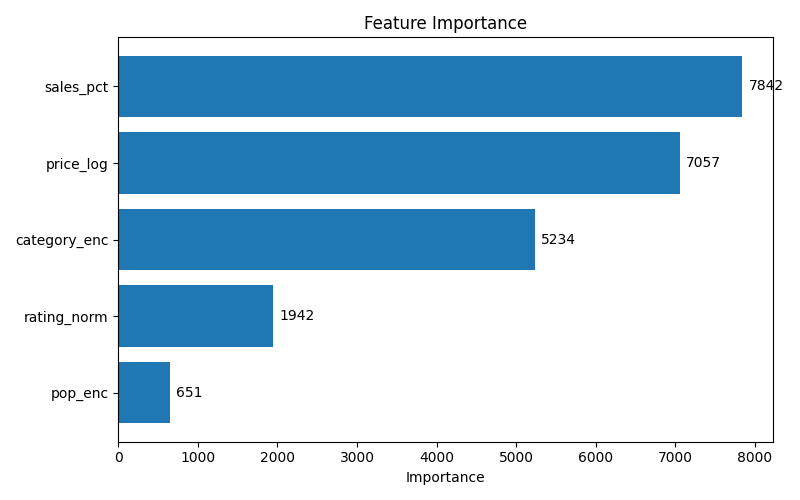 Feature Importance
sales_pct 7842
price_log 7057
category_enc 5234
rating_norm 1942
pop_enc 651
0 1000 2000 3000 4000 5000 6000 7000 8000
Importance